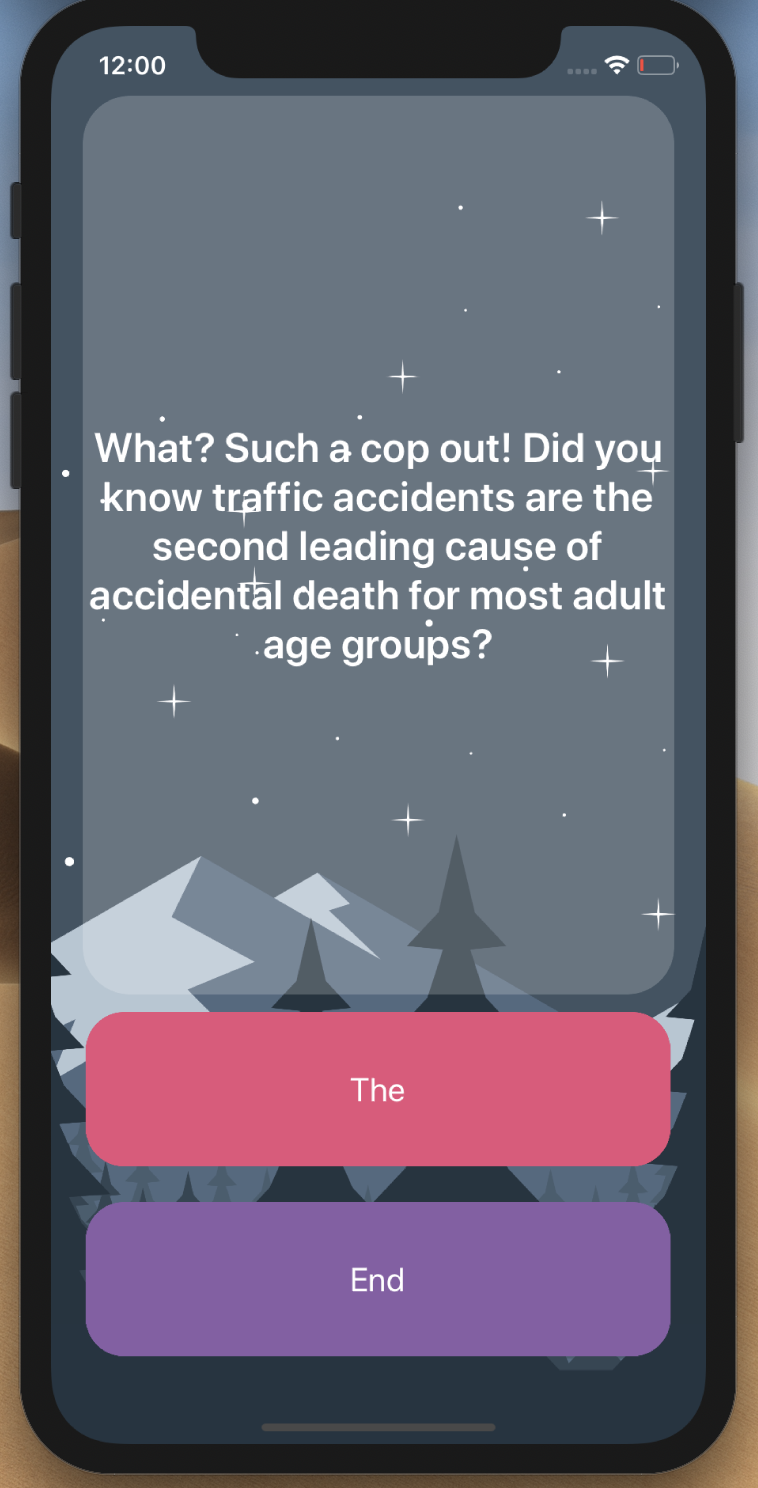 12:00
What? Such a cop out! Did you
know traffic accidents are the
second leading cause of
accidental death for most adult
age groups?
The
End